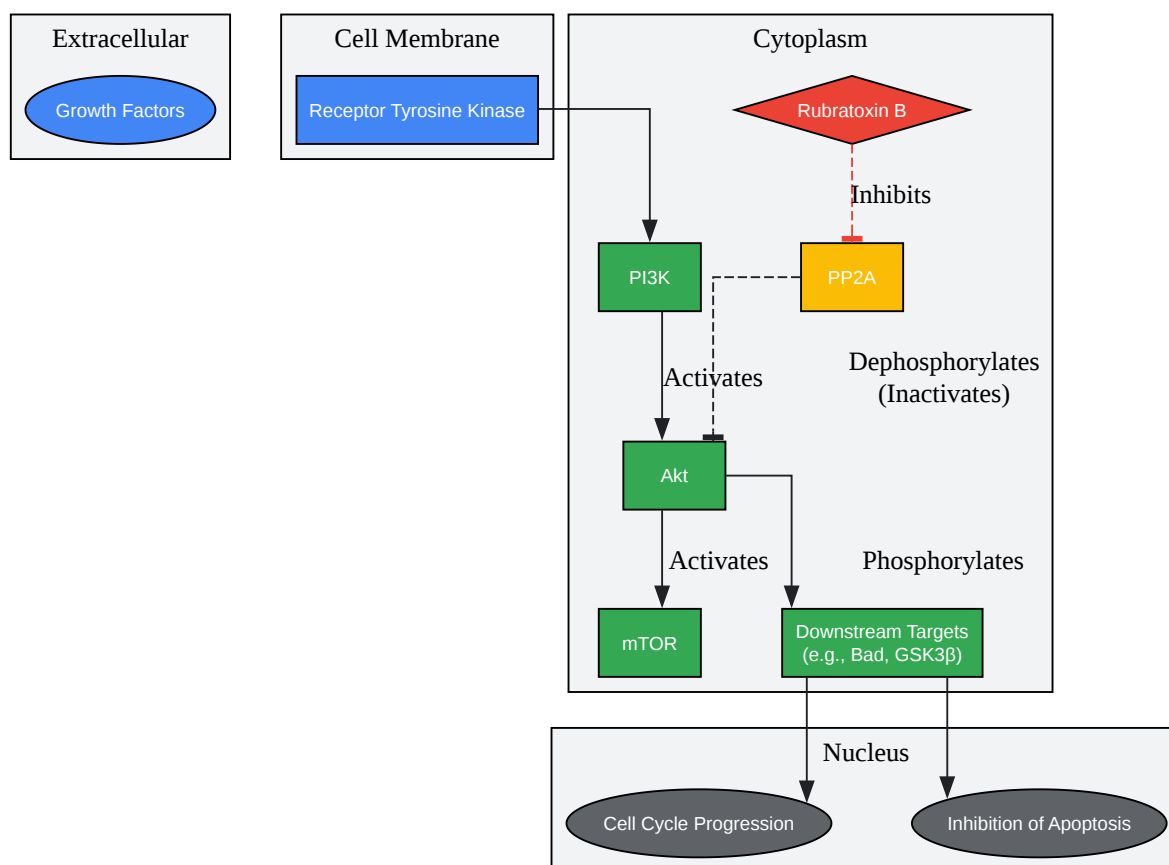 Extracellular
Growth Factors
Cell Membrane
Receptor Tyrosine Kinase
Cytoplasm
Rubratoxin B
Inhibits
PI3K
PP2A
Activates
Dephosphorylates
(Inactivates)
Akt
Activates
Phosphorylates
mTOR
Downstream Targets
(e.g., Bad, GSK3β)
Nucleus
Cell Cycle Progression
Inhibition of Apoptosis